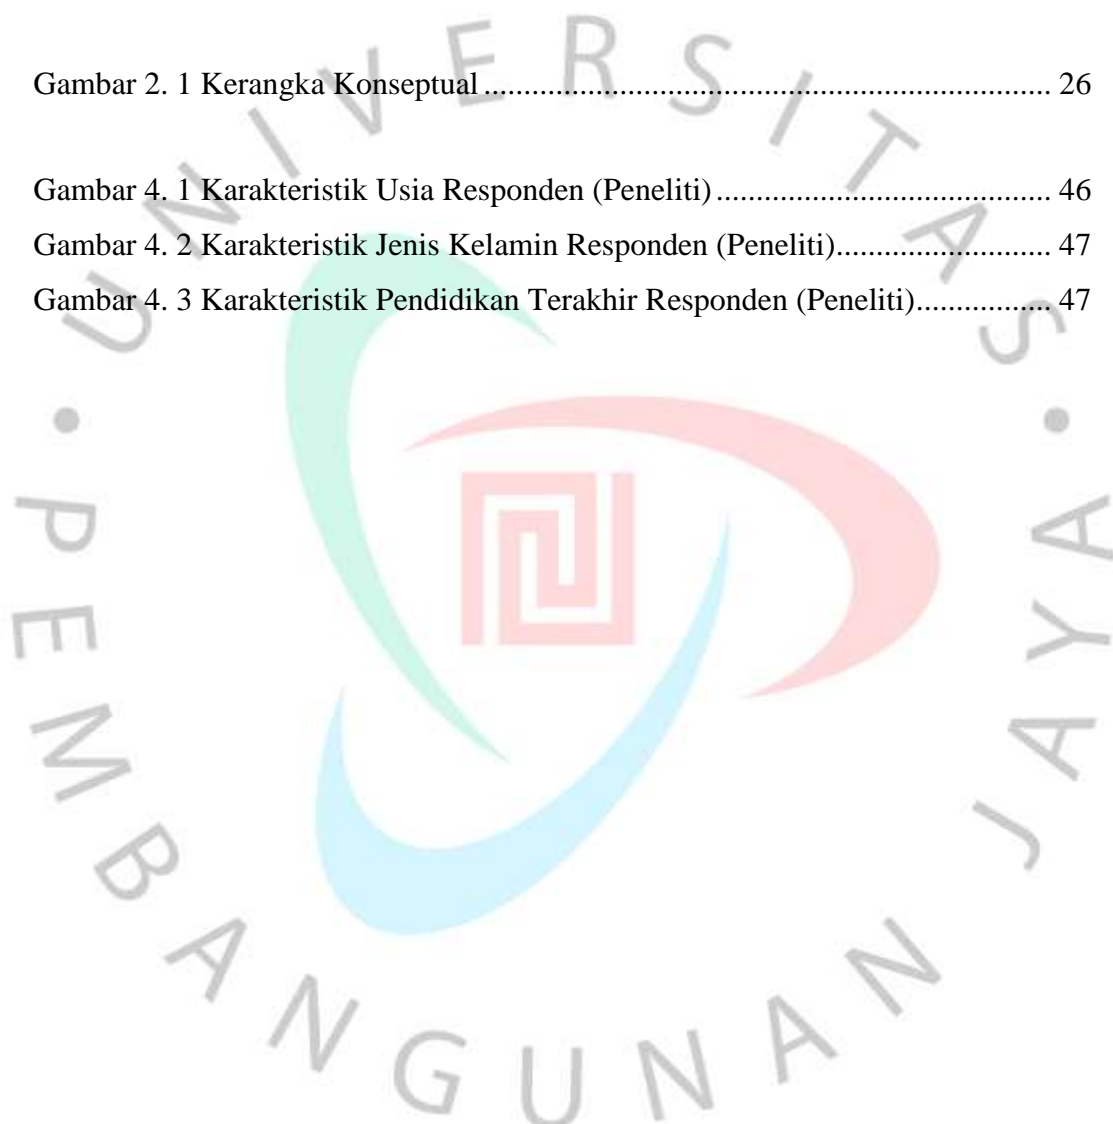 Gambar 2. 1 Kerangka Konseptual....................................................................... 26
Gambar 4. 1 Karakteristik Usia Responden (Peneliti).......................................... 46
Gambar 4. 2 Karakteristik Jenis Kelamin Responden (Peneliti)........................... 47
Gambar 4. 3 Karakteristik Pendidikan Terakhir Responden (Peneliti)................. 47
UNIVERSITAS • PEMBANGUNAN JAYA •